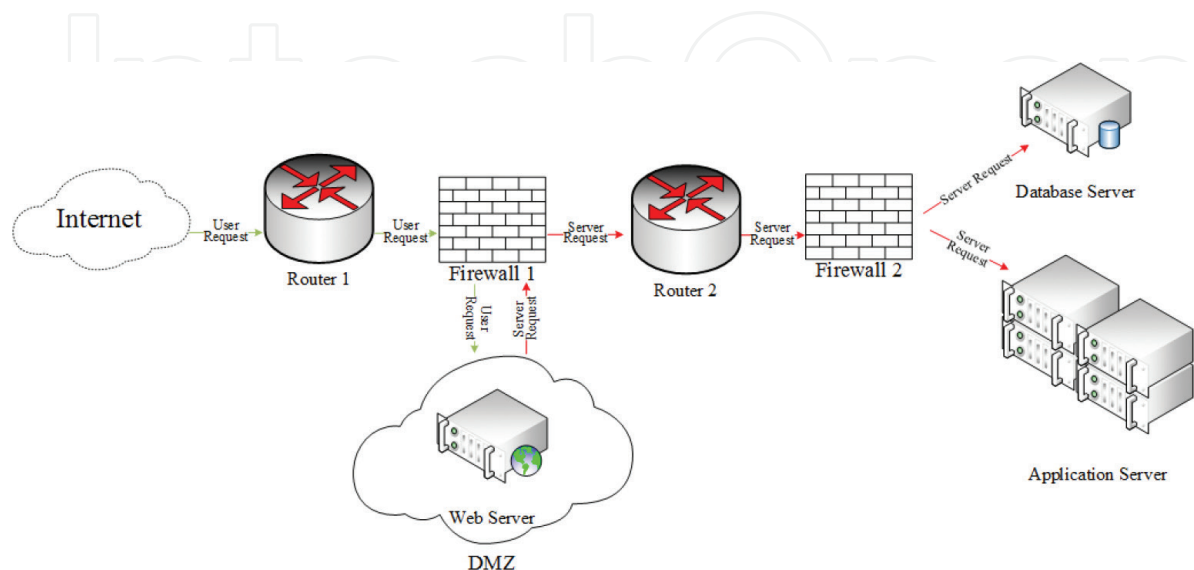 Internet
User
Request
Router 1
User
Request
Firewall 1
Server
Request
Router 2
Server
Request
Firewall 2
Server Request
Database Server
Server
Request
Application Server
User
Request
Server
Request
Web Server
DMZ